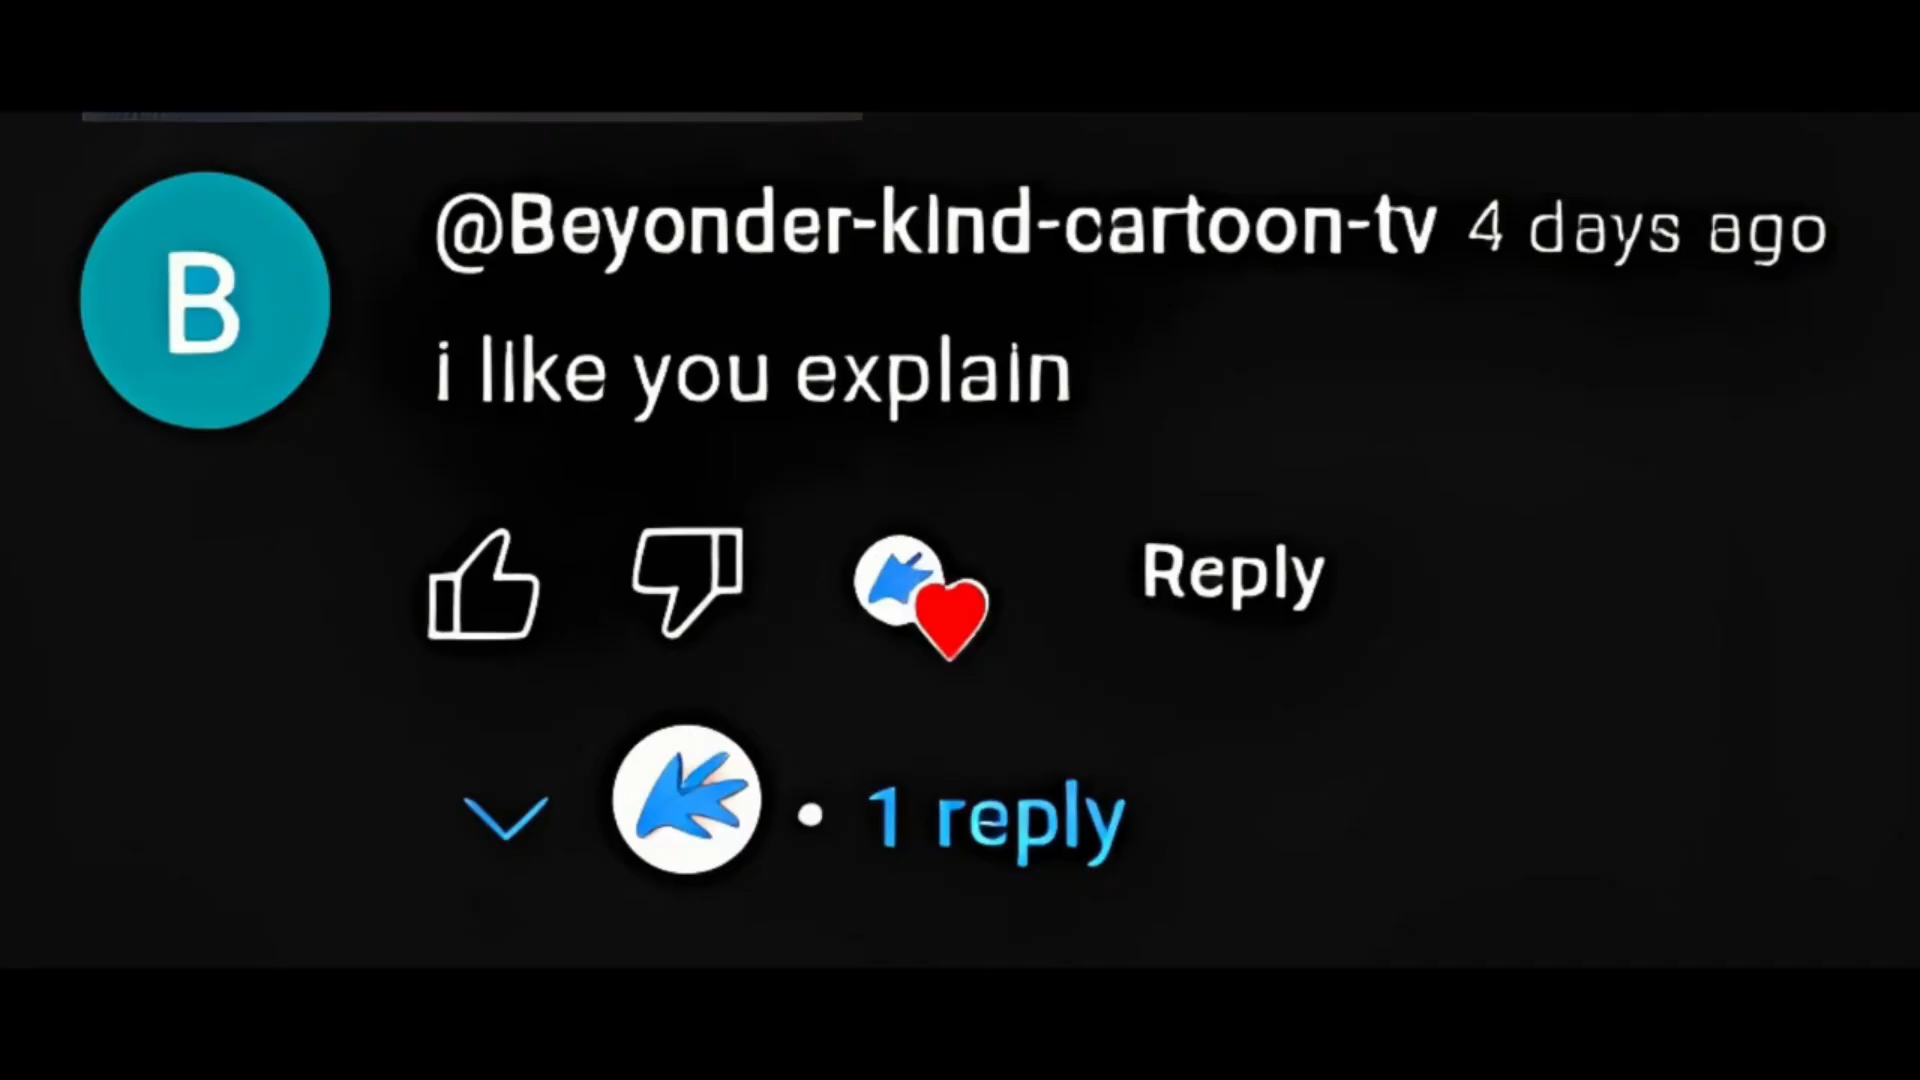 B
@Beyonder-kind-cartoon-tv 4 days ago
i like you explain
Reply
1 reply